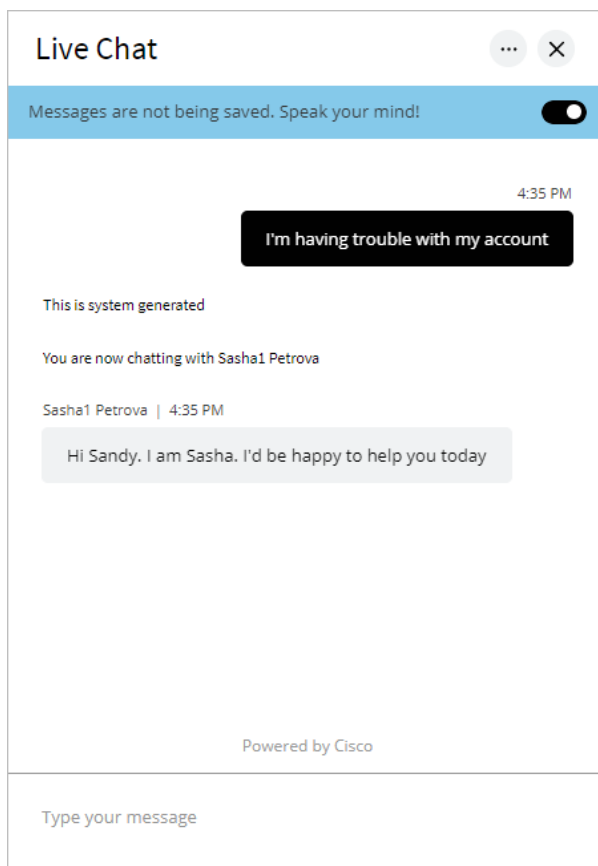 Live Chat
Messages are not being saved. Speak your mind!
4:35 PM
I'm having trouble with my account
This is system generated
You are now chatting with Sasha1 Petrova
Sasha1 Petrova | 4:35 PM
Hi Sandy. I am Sasha. I'd be happy to help you today
Powered by Cisco
Type your message